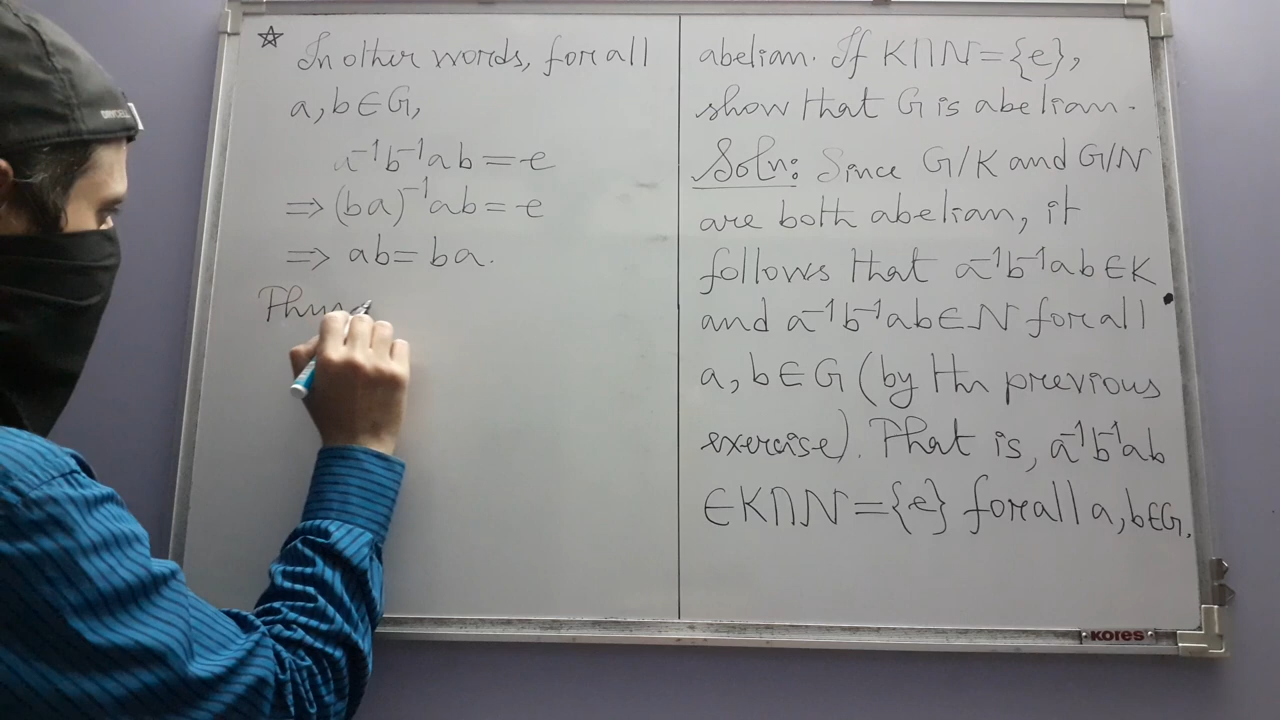 ☆ In other words, for all
a, b ∈ G,
a⁻¹b⁻¹ab = e
⇒ (ba)⁻¹ab = e
⇒ ab = ba.
Thus
abelian. If K∩N = {e},
show that G is abelian.
Soln: Since G/K and G/N
are both abelian, it
follows that a⁻¹b⁻¹ab ∈ K
and a⁻¹b⁻¹ab ∈ N for all
a, b ∈ G (by the previous
exercise). That is, a⁻¹b⁻¹ab
∈ K∩N = {e} for all a, b ∈ G.
KORES